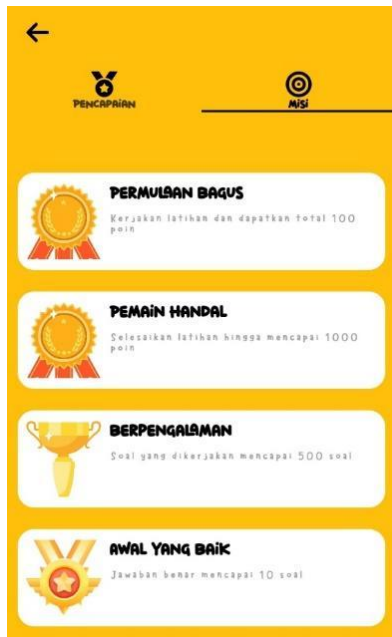 PENCAPAIAN
MISI
PERMULAAN BAGUS
Kerjakan latihan dan dapatkan total 100
poin
PEMAIN HANDAL
Selesaikan latihan hingga mencapai 1000
poin
BERPENGALAMAN
Soal yang dikerjakan mencapai 500 soal
AWAL YANG BAIK
Jawaban benar mencapai 10 soal